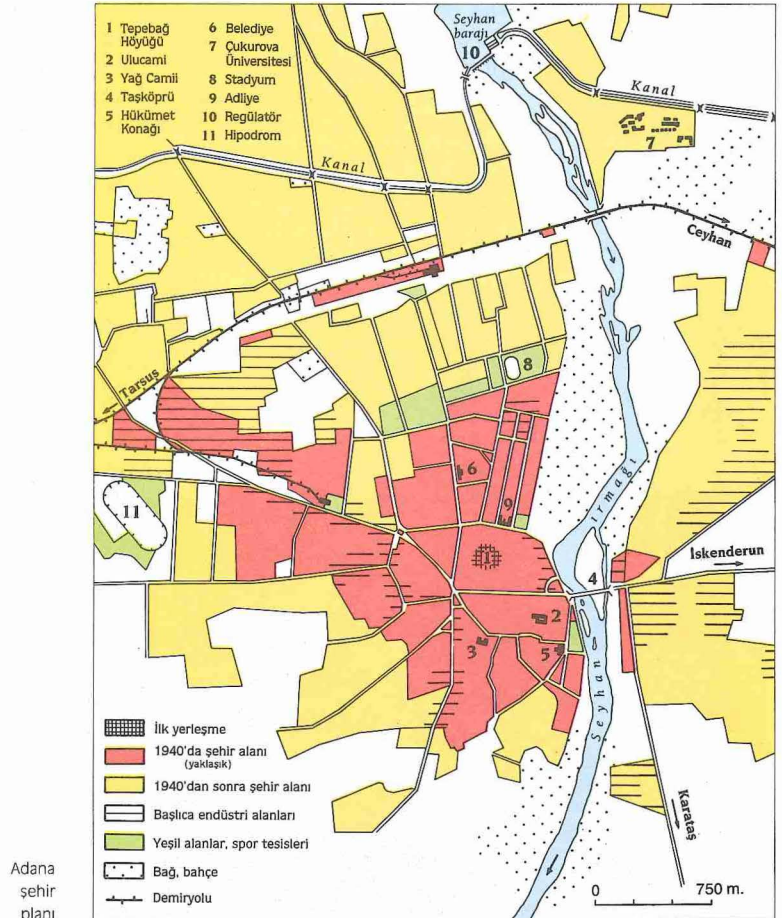 1 Tepebağ
Höyüğü
2 Ulucami
3 Yağ Camii
4 Taşköprü
5 Hükümet
Konağı
6 Belediye
7 Çukurova
Üniversitesi
8 Stadyum
9 Adliye
10 Regülatör
11 Hipodrom
Seyhan
barajı
10
Kanal
7
Kanal
Ceyhan
8
Tarsus
6
11
9
1
ırmağı
İskenderun
4
2
3
5
Seyhan
Karataş
İlk yerleşme
1940'da şehir alanı
(yaklaşık)
1940'dan sonra şehir alanı
Başlıca endüstri alanları
Yeşil alanlar, spor tesisleri
Bağ, bahçe
Demiryolu
0 750 m.
Adana
şehir
planı